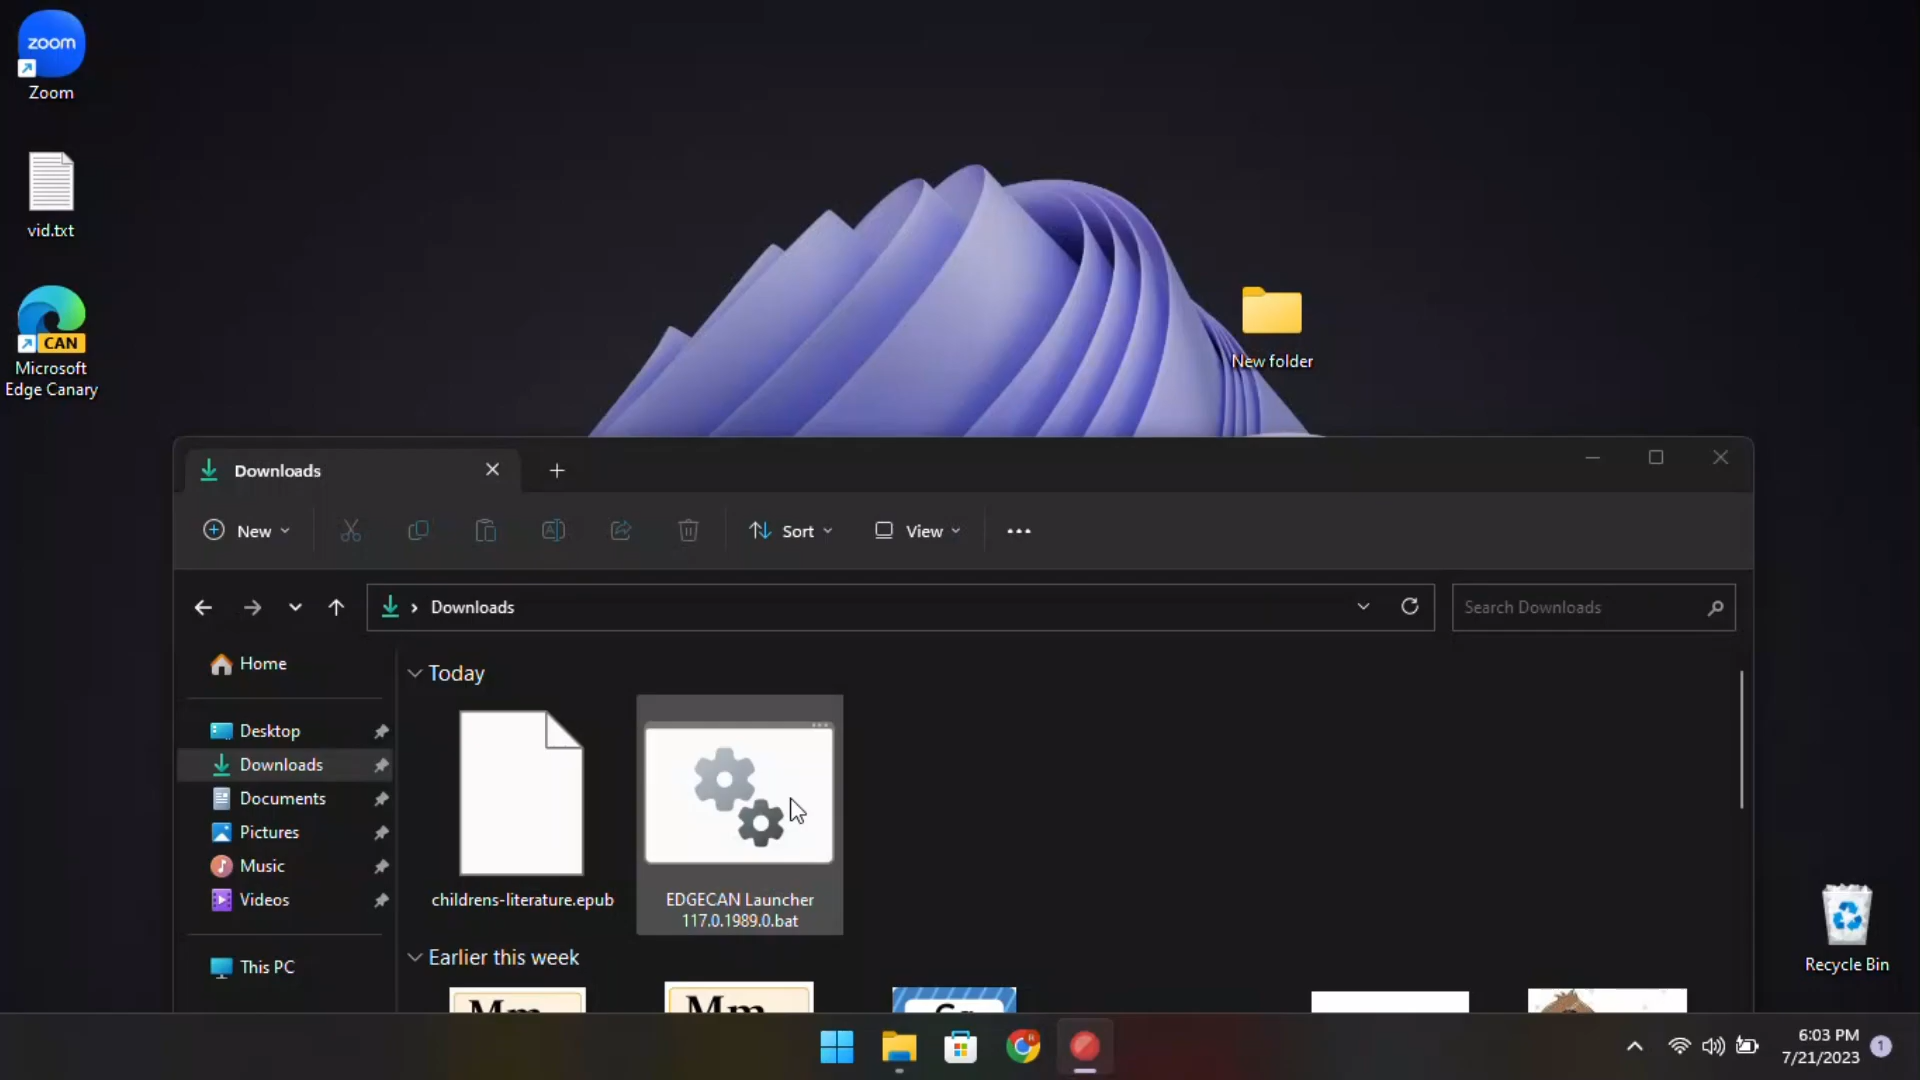 zoom
Zoom
vid.txt
CAN
Microsoft
Edge Canary
New folder
Downloads
New
Sort
View
Downloads
Search Downloads
Home
Desktop
Downloads
Documents
Pictures
Music
Videos
This PC
Today
childrens-literature.epub
EDGECAN Launcher
117.0.1989.0.bat
Earlier this week
Mm
Mm
Recycle Bin
6:03 PM
7/21/2023
1